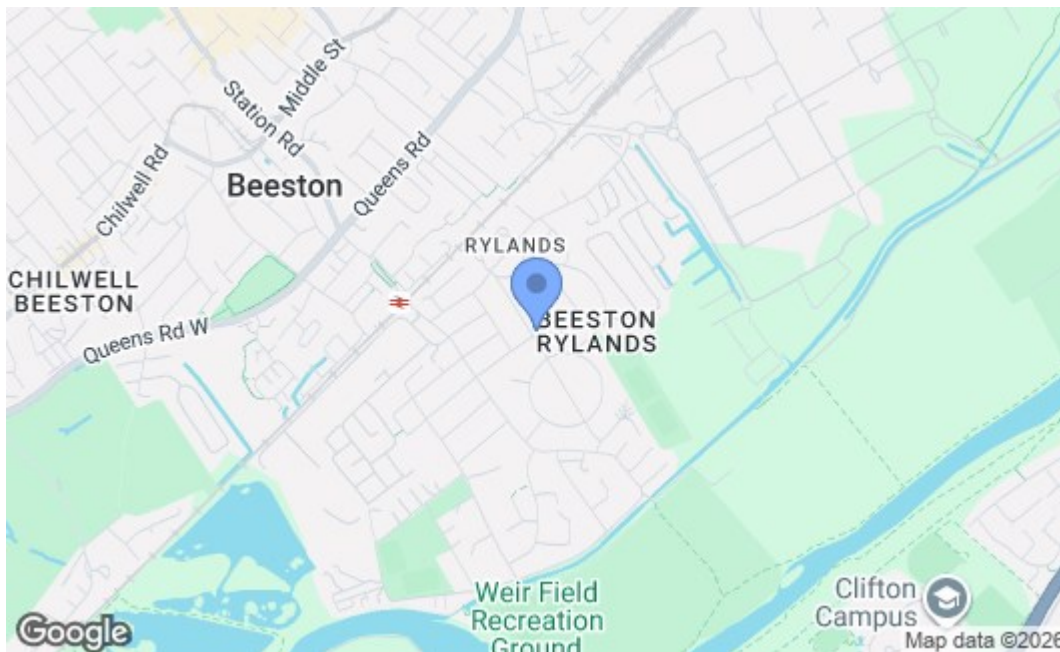 Middle St
Station Rd
Chilwell Rd
Beeston
Queens Rd
RYLANDS
CHILWELL
BEESTON
BEESTON
RYLANDS
Queens Rd W
Weir Field
Recreation
Ground
Clifton
Campus
Google
Map data ©2026